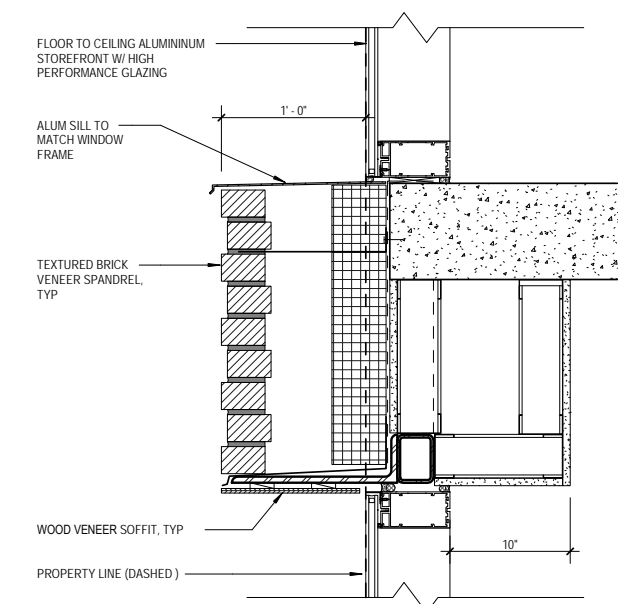 FLOOR TO CEILING ALUMININUM
STOREFRONT W/ HIGH
PERFORMANCE GLAZING
1' - 0"
ALUM SILL TO
MATCH WINDOW
FRAME
TEXTURED BRICK
VENEER SPANDREL,
TYP
WOOD VENEER SOFFIT, TYP
10"
PROPERTY LINE (DASHED )